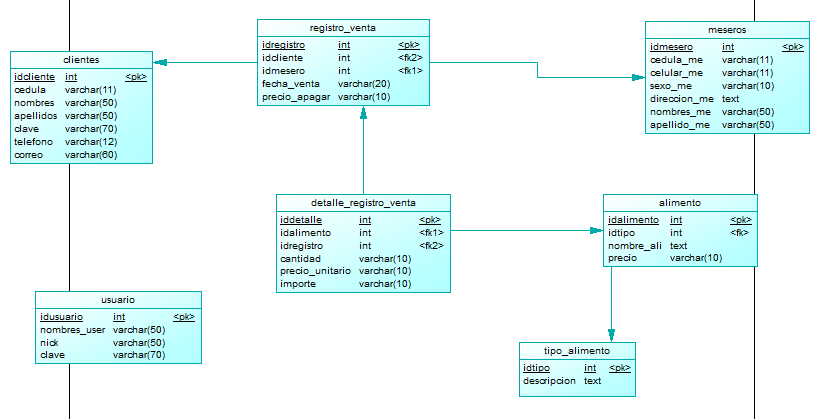 registro_venta
idregistro int <pk>
idcliente int <fk2>
idmesero int <fk1>
fecha_venta varchar(20)
precio_apagar varchar(10)
meseros
idmesero int <pk>
cedula_me varchar(11)
celular_me varchar(11)
sexo_me varchar(10)
direccion_me text
nombres_me varchar(50)
apellido_me varchar(50)
clientes
idcliente int <pk>
cedula varchar(11)
nombres varchar(50)
apellidos varchar(50)
clave varchar(70)
telefono varchar(12)
correo varchar(60)
detalle_registro_venta
iddetalle int <pk>
idalimento int <fk1>
idregistro int <fk2>
cantidad varchar(10)
precio_unitario varchar(10)
importe varchar(10)
alimento
idalimento int <pk>
idtipo int <fk>
nombre_ali text
precio varchar(10)
usuario
idusuario int <pk>
nombres_user varchar(50)
nick varchar(50)
clave varchar(70)
tipo_alimento
idtipo int <pk>
descripcion text